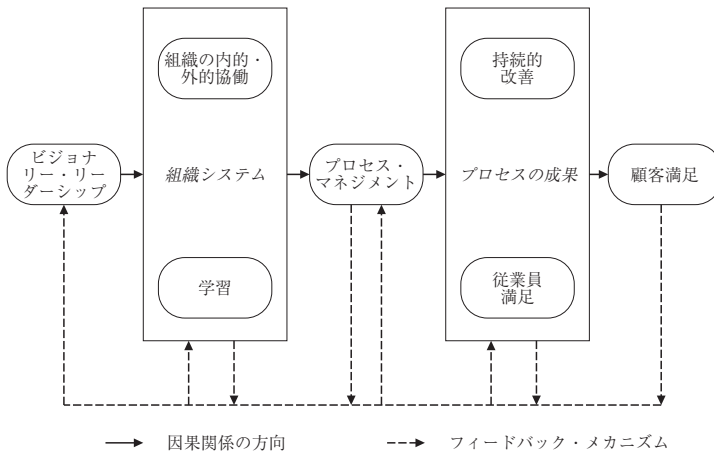 組織の内的・
外的協働
持続的
改善
ビジョナ
リー・リー
ダーシップ
組織システム
プロセス・
マネジメント
プロセスの成果
顧客満足
学習
従業員
満足
因果関係の方向
フィードバック・メカニズム